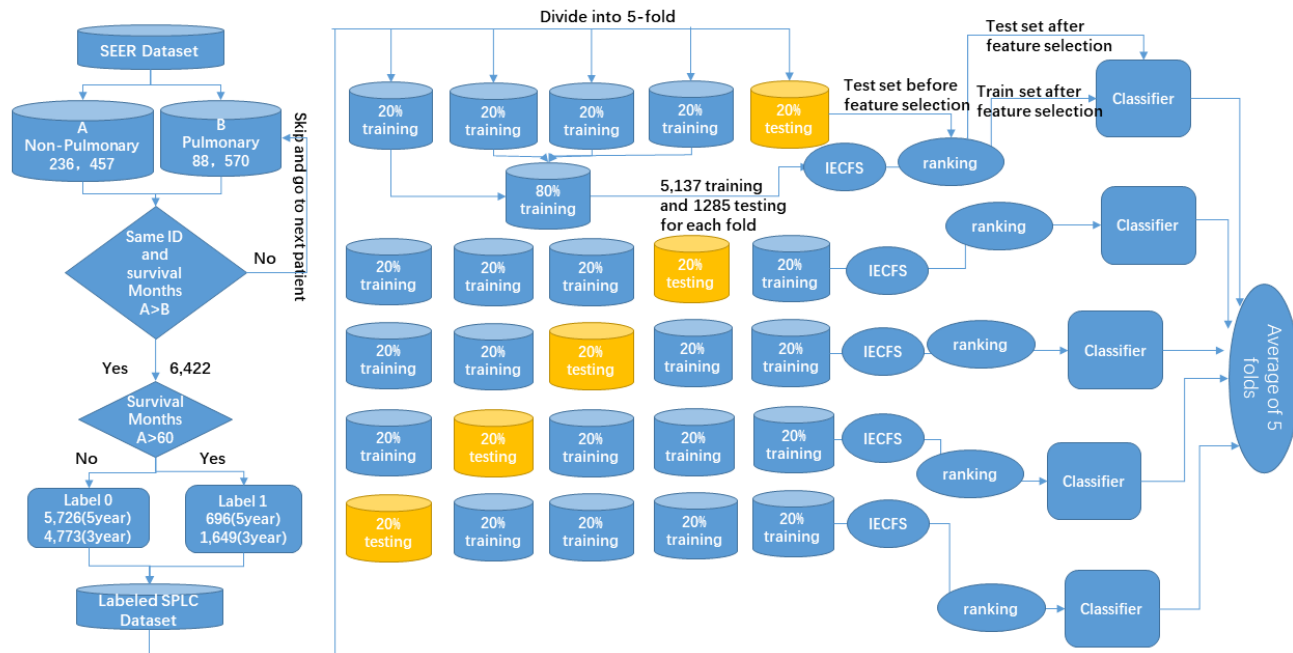 SEER Dataset
A
Non-Pulmonary
236，457
B
Pulmonary
88，570
Skip and go to next patient
Same ID
and
survival
Months
A>B
No
Yes
6,422
Survival
Months
A>60
No
Yes
Label 0
5,726(5year)
4,773(3year)
Label 1
696(5year)
1,649(3year)
Labeled SPLC
Dataset
Divide into 5-fold
20%
training
20%
training
20%
training
20%
training
20%
testing
Test set before
feature selection
Test set after
feature selection
Train set after
feature selection
80%
training
5,137 training
and 1285 testing
for each fold
IECFS
ranking
Classifier
20%
training
20%
training
20%
training
20%
testing
20%
training
IECFS
ranking
Classifier
20%
training
20%
training
20%
testing
20%
training
20%
training
IECFS
ranking
Classifier
20%
training
20%
testing
20%
training
20%
training
20%
training
IECFS
ranking
Classifier
20%
testing
20%
training
20%
training
20%
training
20%
training
IECFS
ranking
Classifier
Average of 5
folds